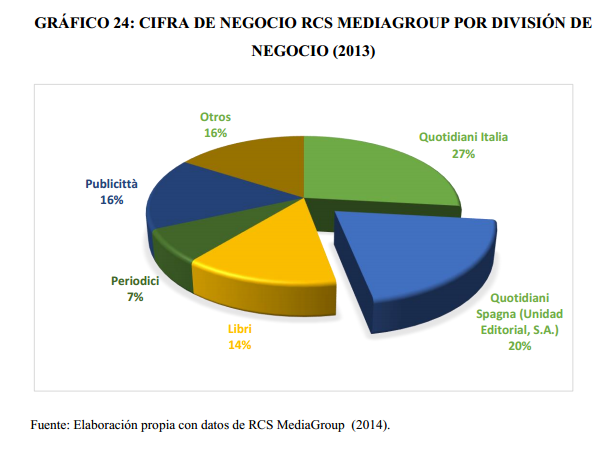 GRÁFICO 24: CIFRA DE NEGOCIO RCS MEDIAGROUP POR DIVISIÓN DE
NEGOCIO (2013)
Otros
16%
Quotidiani Italia
27%
Publicittà
16%
Periodici
7%
Libri
14%
Quotidiani
Spagna (Unidad
Editorial, S.A.)
20%
Fuente: Elaboración propia con datos de RCS MediaGroup (2014).